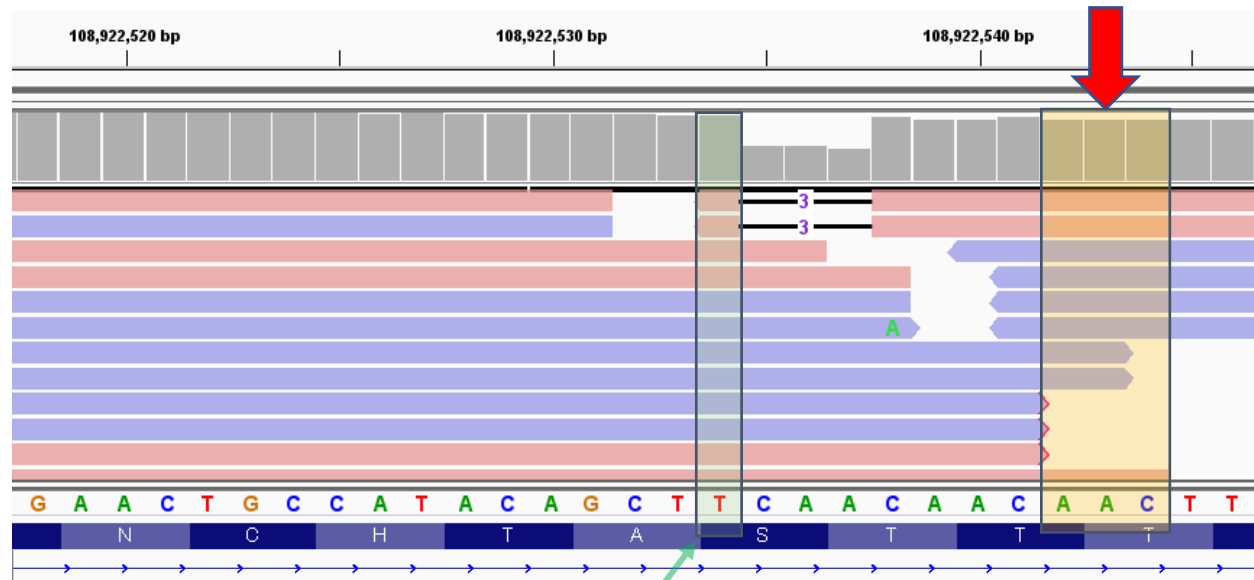 108,922,520 bp 108,922,530 bp 108,922,540 bp
3
3
A
G A A C T G C C A T A C A G C T T C A A C A A C A A C T T
N C H T A S T T T